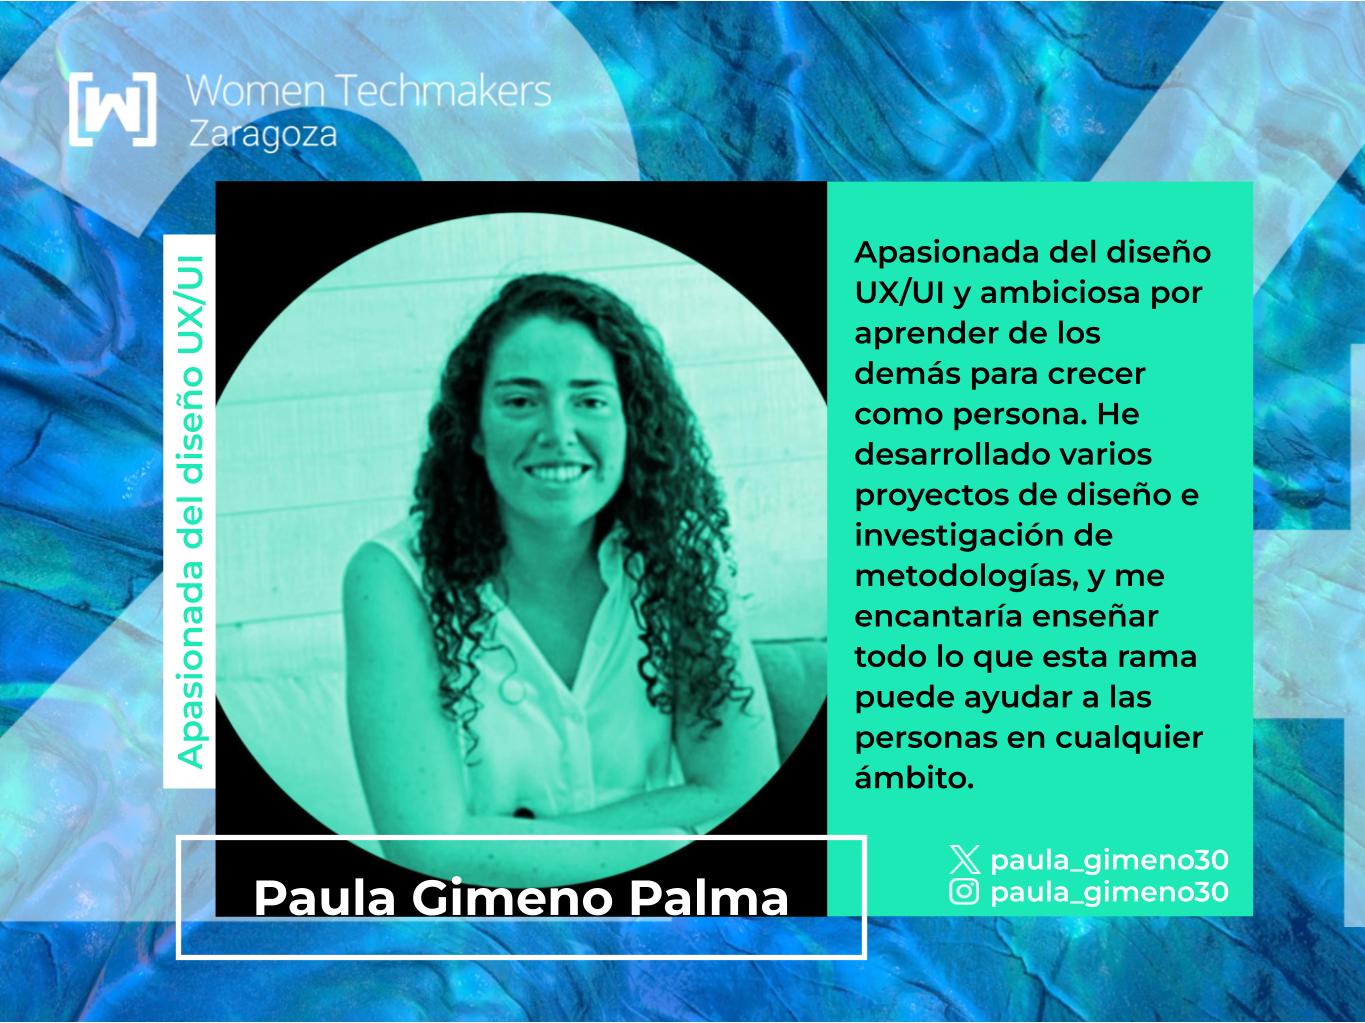 Women Techmakers
Zaragoza
Apasionada del diseño UX/UI
Apasionada del diseño
UX/UI y ambiciosa por
aprender de los
demás para crecer
como persona. He
desarrollado varios
proyectos de diseño e
investigación de
metodologías, y me
encantaría enseñar
todo lo que esta rama
puede ayudar a las
personas en cualquier
ámbito.
paula_gimeno30
paula_gimeno30
Paula Gimeno Palma